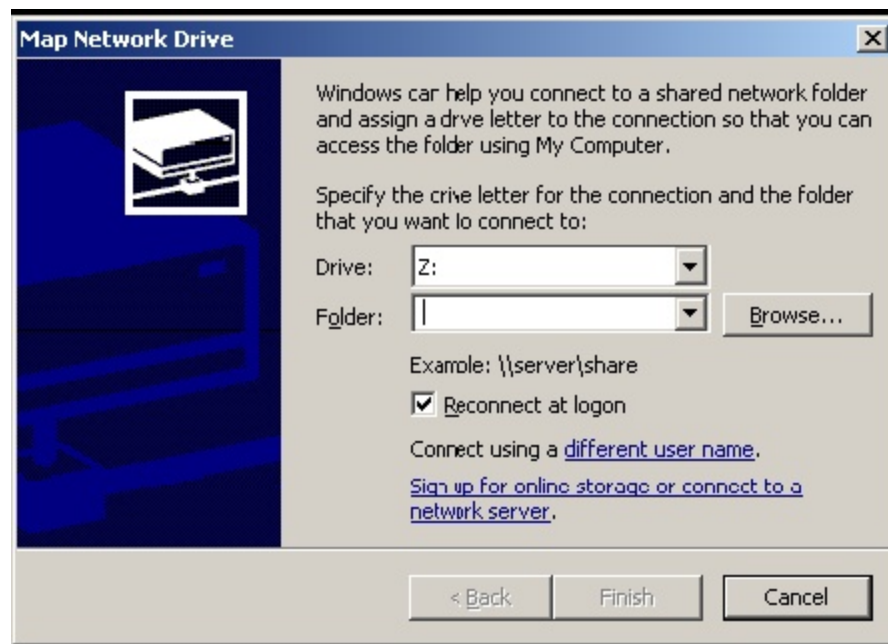 Map Network Drive
Windows can help you connect to a shared network folder
and assign a drve letter to the connection so that you can
access the folder using My Computer.
Specify the crive letter for the connection and the folder
that you want lo connect to:
Drive: Z:
Folder: Browse...
Example: \\server\share
Reconnect at logon
Connect using a different user name.
Sign up for online storage or connect to a
network server.
< Back Finish Cancel